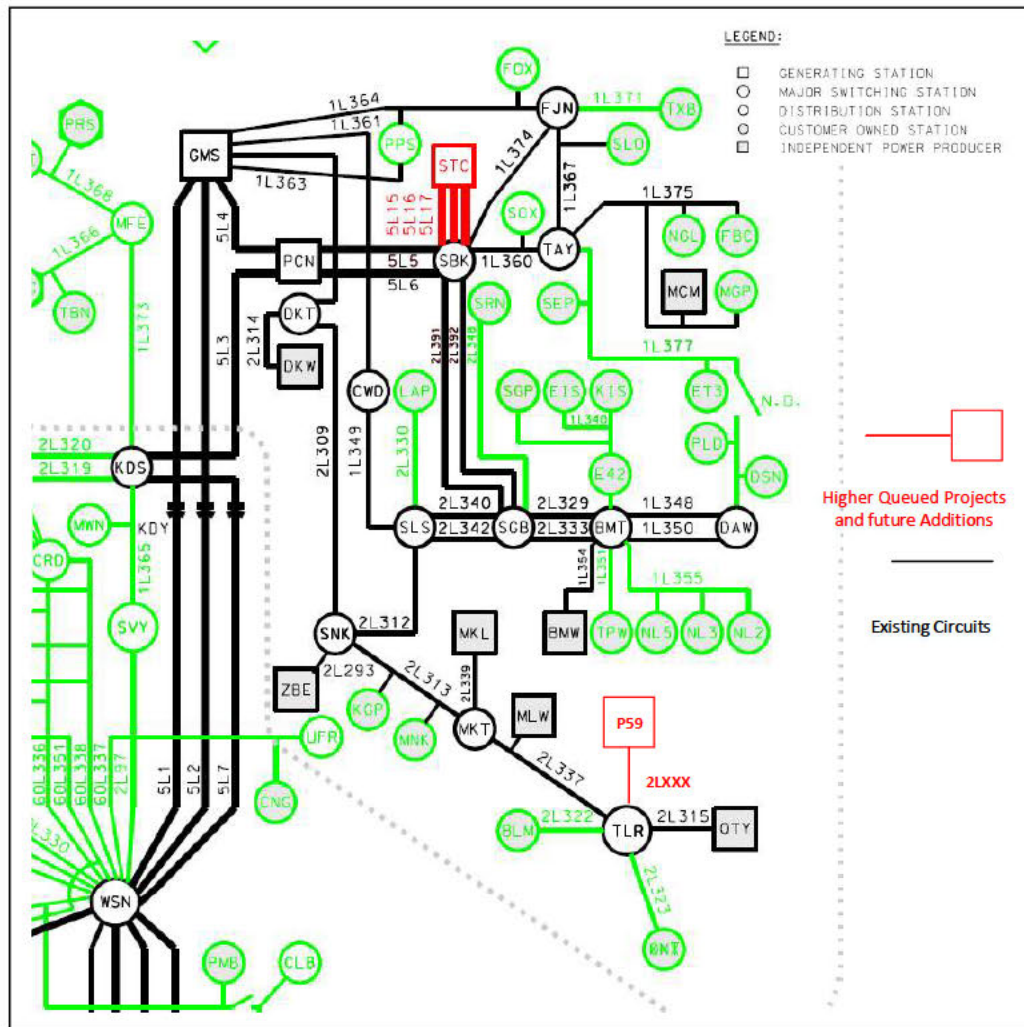 LEGEND:
GENERATING STATION
MAJOR SWITCHING STATION
DISTRIBUTION STATION
CUSTOMER OWNED STATION
INDEPENDENT POWER PRODUCER
FOX
1L364
1L361
FJN
1L371
TXB
PRS
PPS
GMS
STC
1L374
SLO
1L363
1L367
1L375
1L368
5L15
5L16
5L17
SOX
MFE
5L4
NGL
FBC
1L366
PCN
5L5
5L6
SBK
1L360
TAY
TBN
DKT
SRN
SEP
MCM
MGP
1L373
5L3
2L314
2L391
2L392
2L348
1L377
DKW
CWD
LAP
SGP
EIS
KIS
1L340
ET3
N.O.
2L309
1L349
2L330
PLD
2L320
2L319
KDS
E42
DSN
Higher Queued Projects
and future Additions
MWN
KDY
2L340
2L342
SLS
SGB
2L329
2L333
BMT
1L348
1L350
DAW
CRD
1L365
1L354
1L351
1L355
SVY
SNK
2L312
MKL
BMW
TPW
NL5
NL3
NL2
Existing Circuits
ZBE
2L293
2L313
2L339
KGP
MNK
MKT
MLW
P59
UFR
60L336
60L351
60L338
60L337
2L97
5L1
5L2
5L7
2L337
2LXXX
CNG
BLM
2L322
TLR
2L315
QTY
2L323
WSN
PMB
CLB